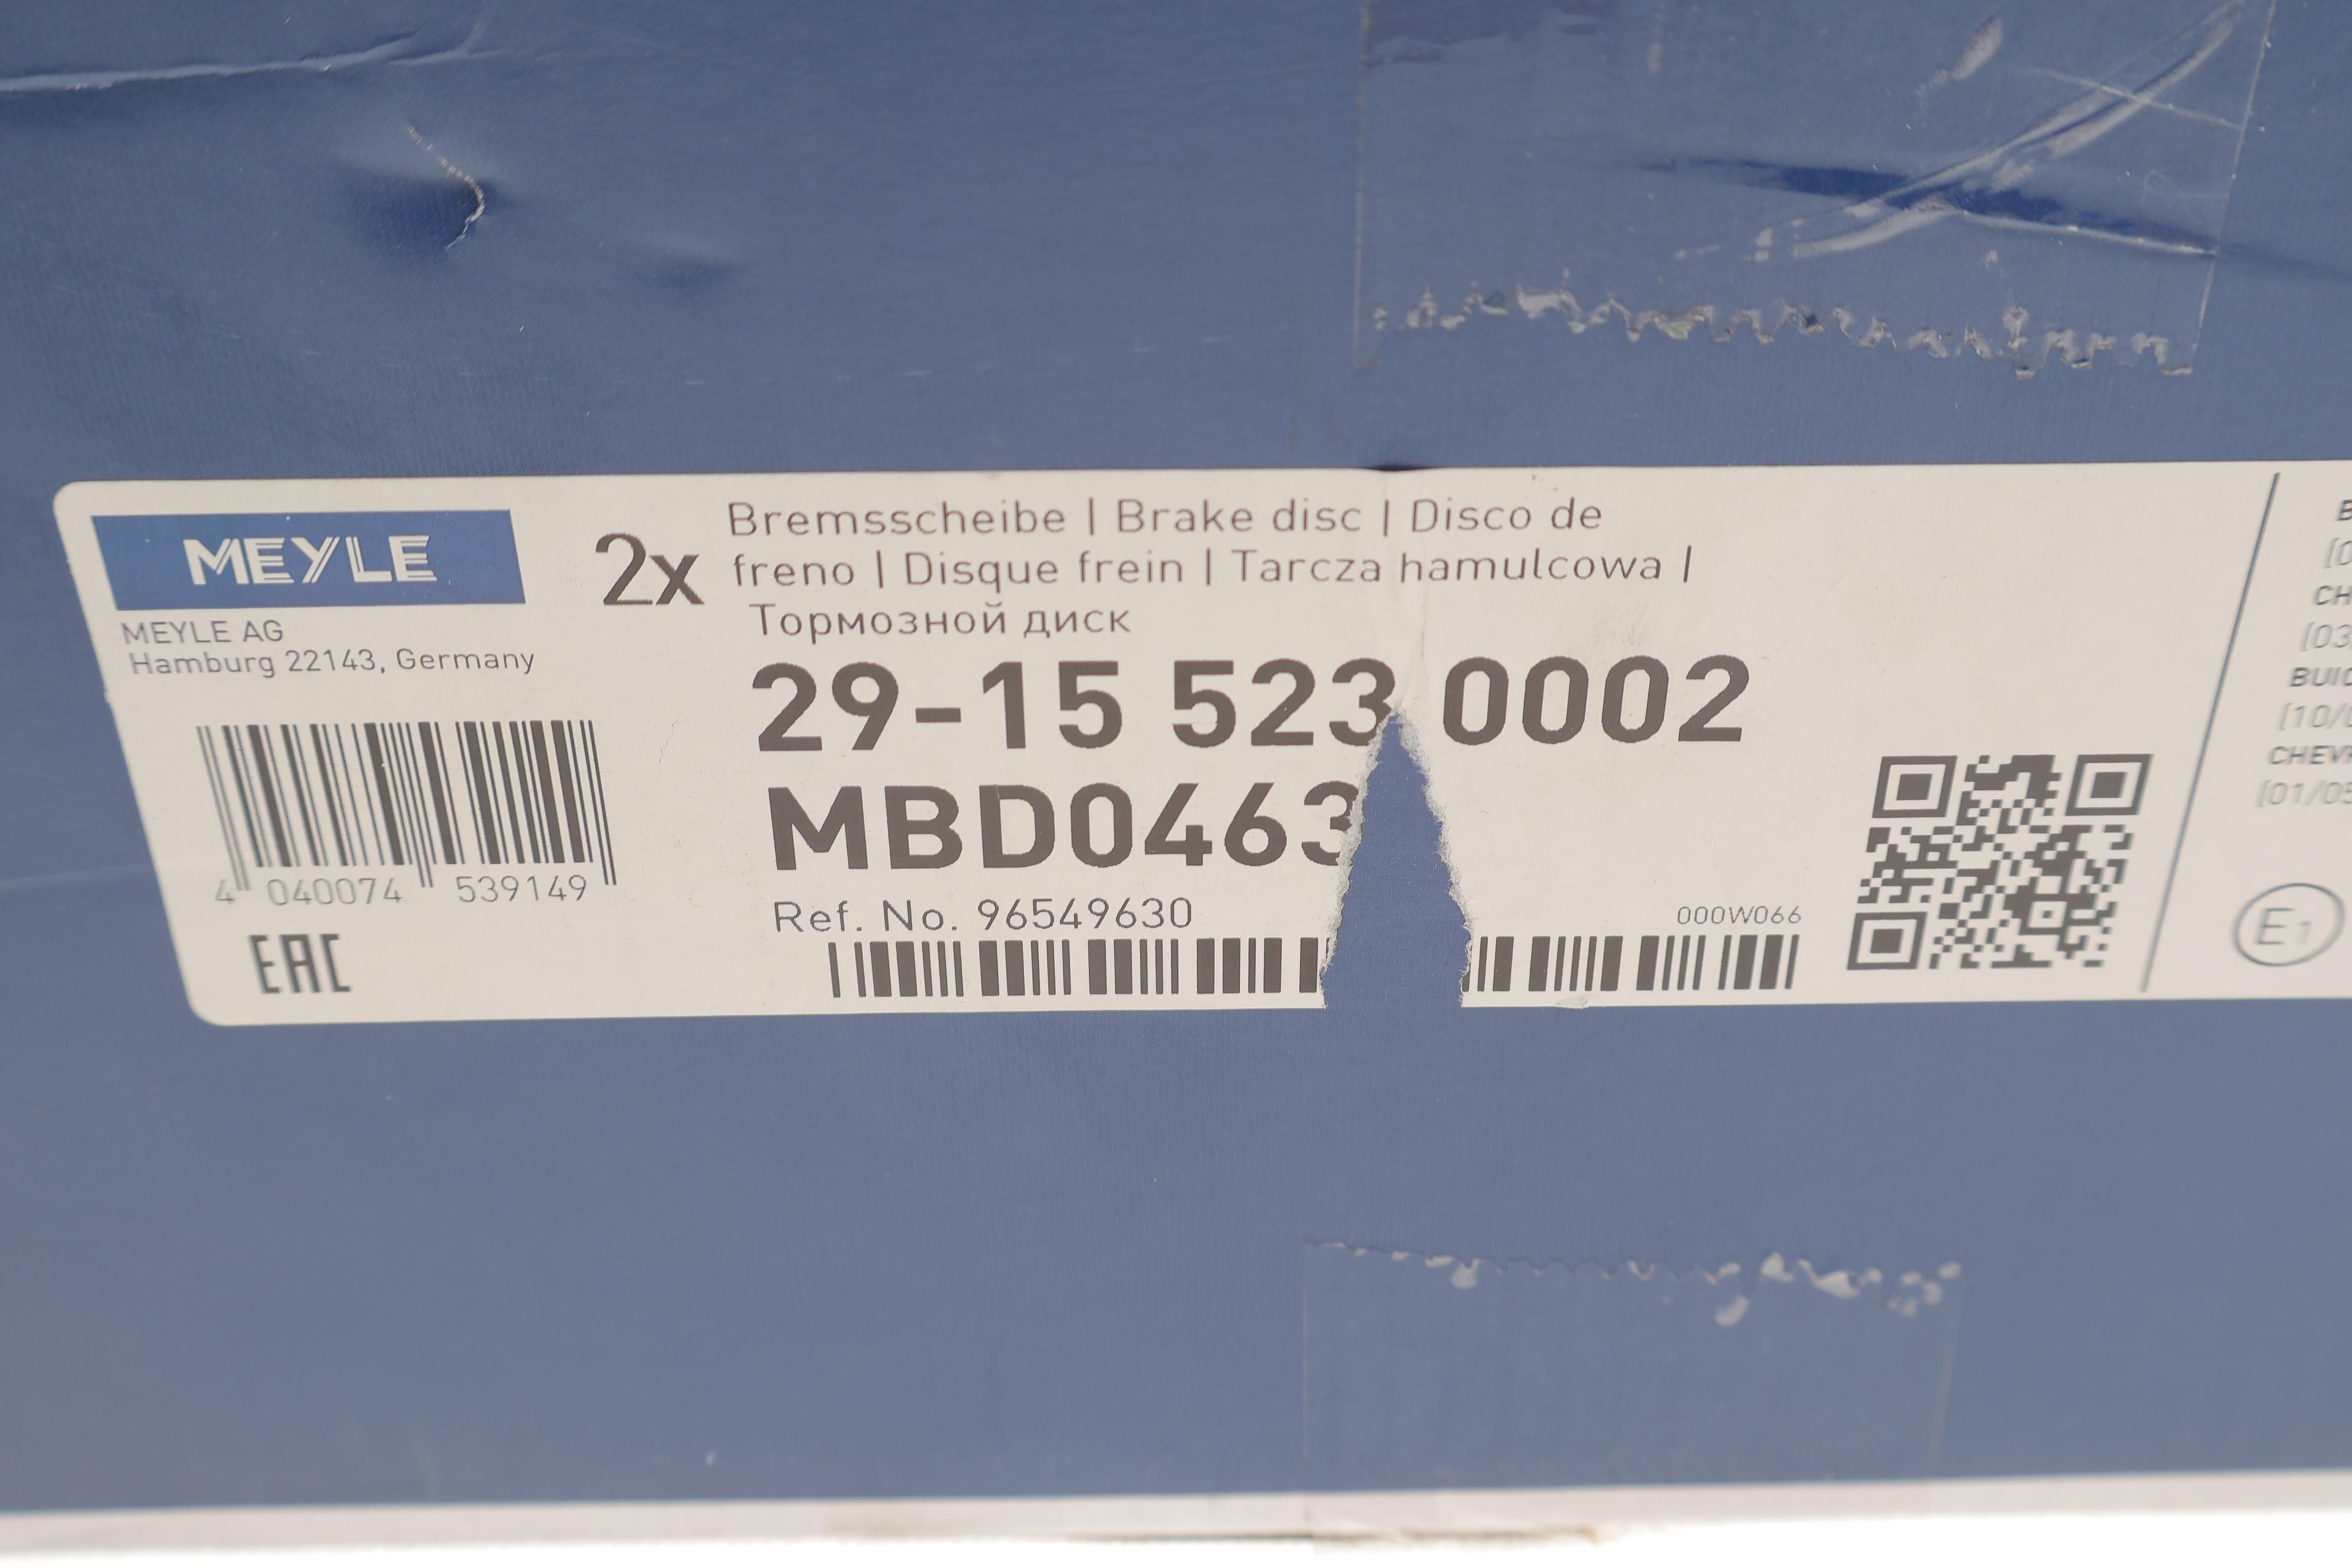 MEYLE
MEYLE AG
Hamburg 22143, Germany
4 040074 539149
EAC
2x
Bremsscheibe | Brake disc | Disco de
freno | Disque frein | Tarcza hamulcowa |
Тормозной диск
29-15 523 0002
MBD0463
Ref. No. 96549630
000W066
E1